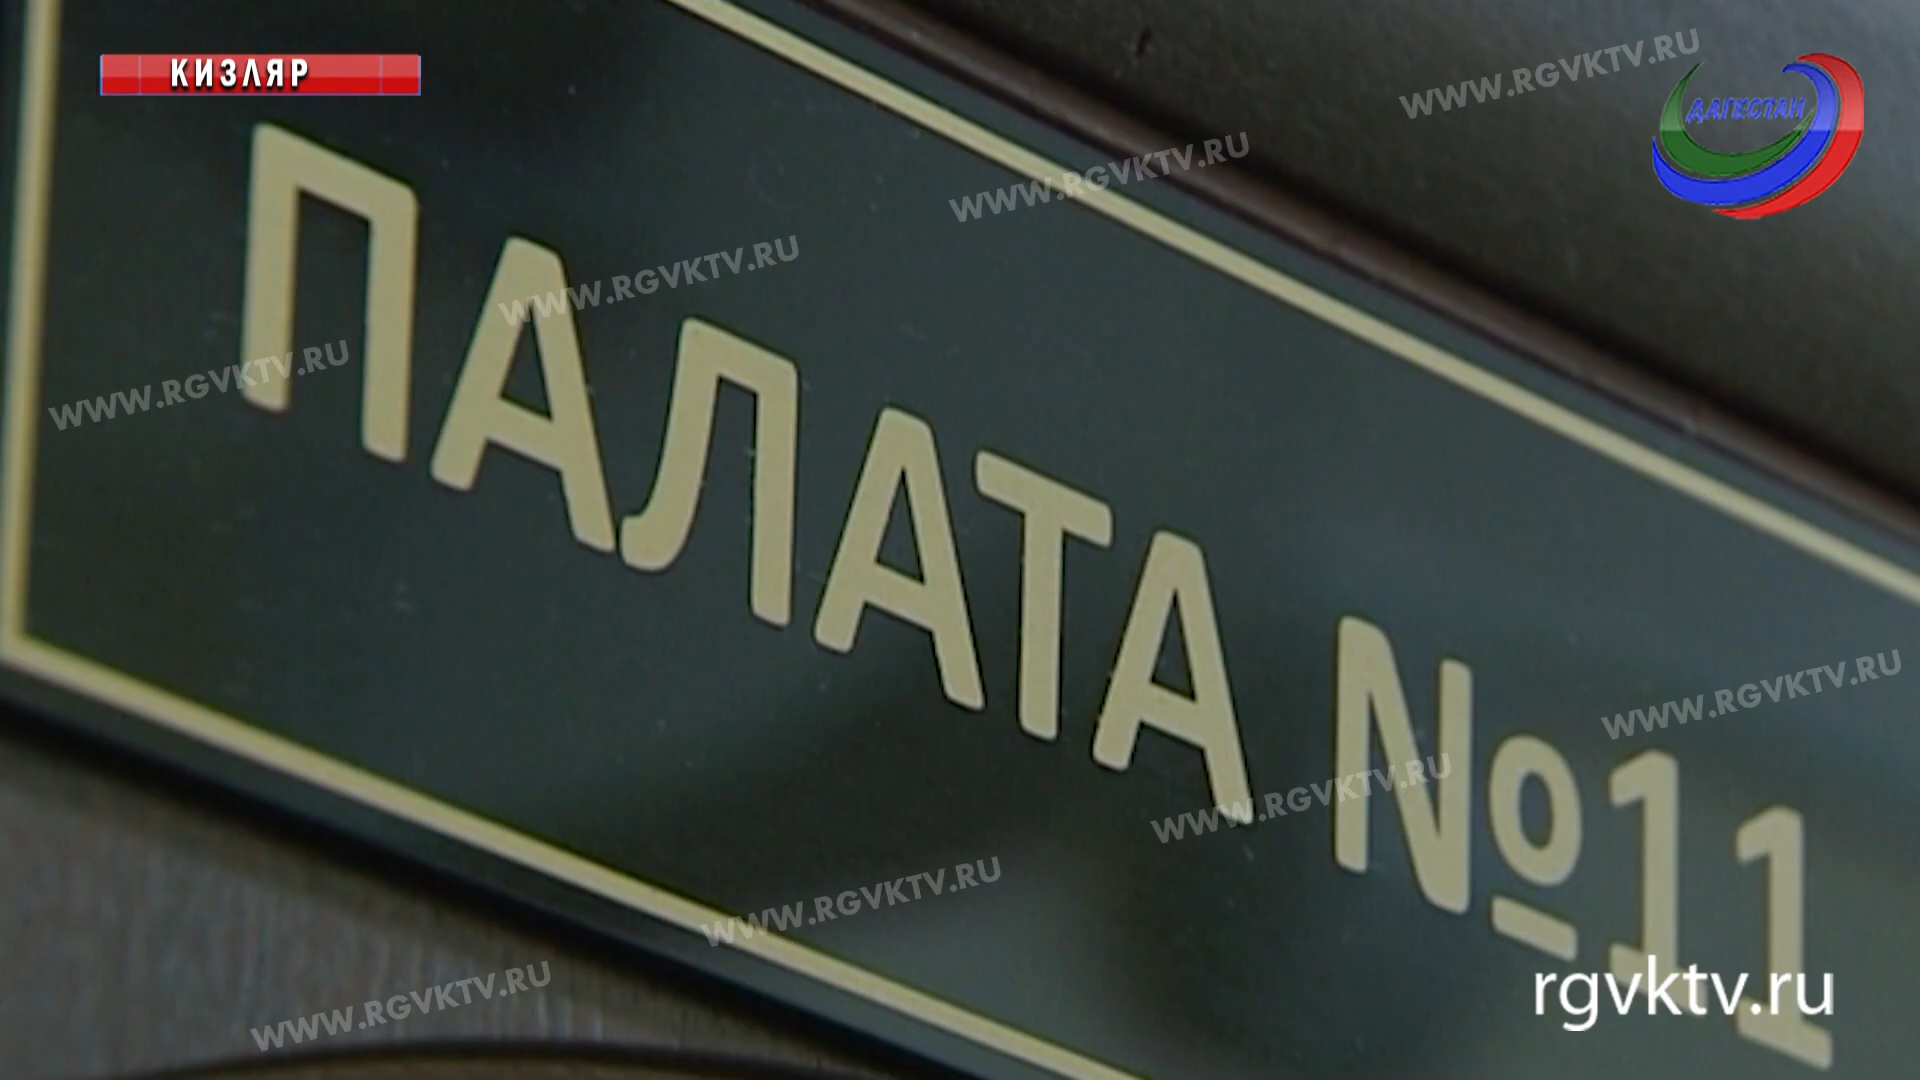 КИЗЛЯР
ДАГЕСТАН
WWW.RGVKTV.RU
WWW.RGVKTV.RU
WWW.RGVKTV.RU
WWW.RGVKTV.RU
ПАЛАТА №11
WWW.RGVKTV.RU
WWW.RGVKTV.RU
WWW.RGVKTV.RU
WWW.RGVKTV.RU
rgvktv.ru